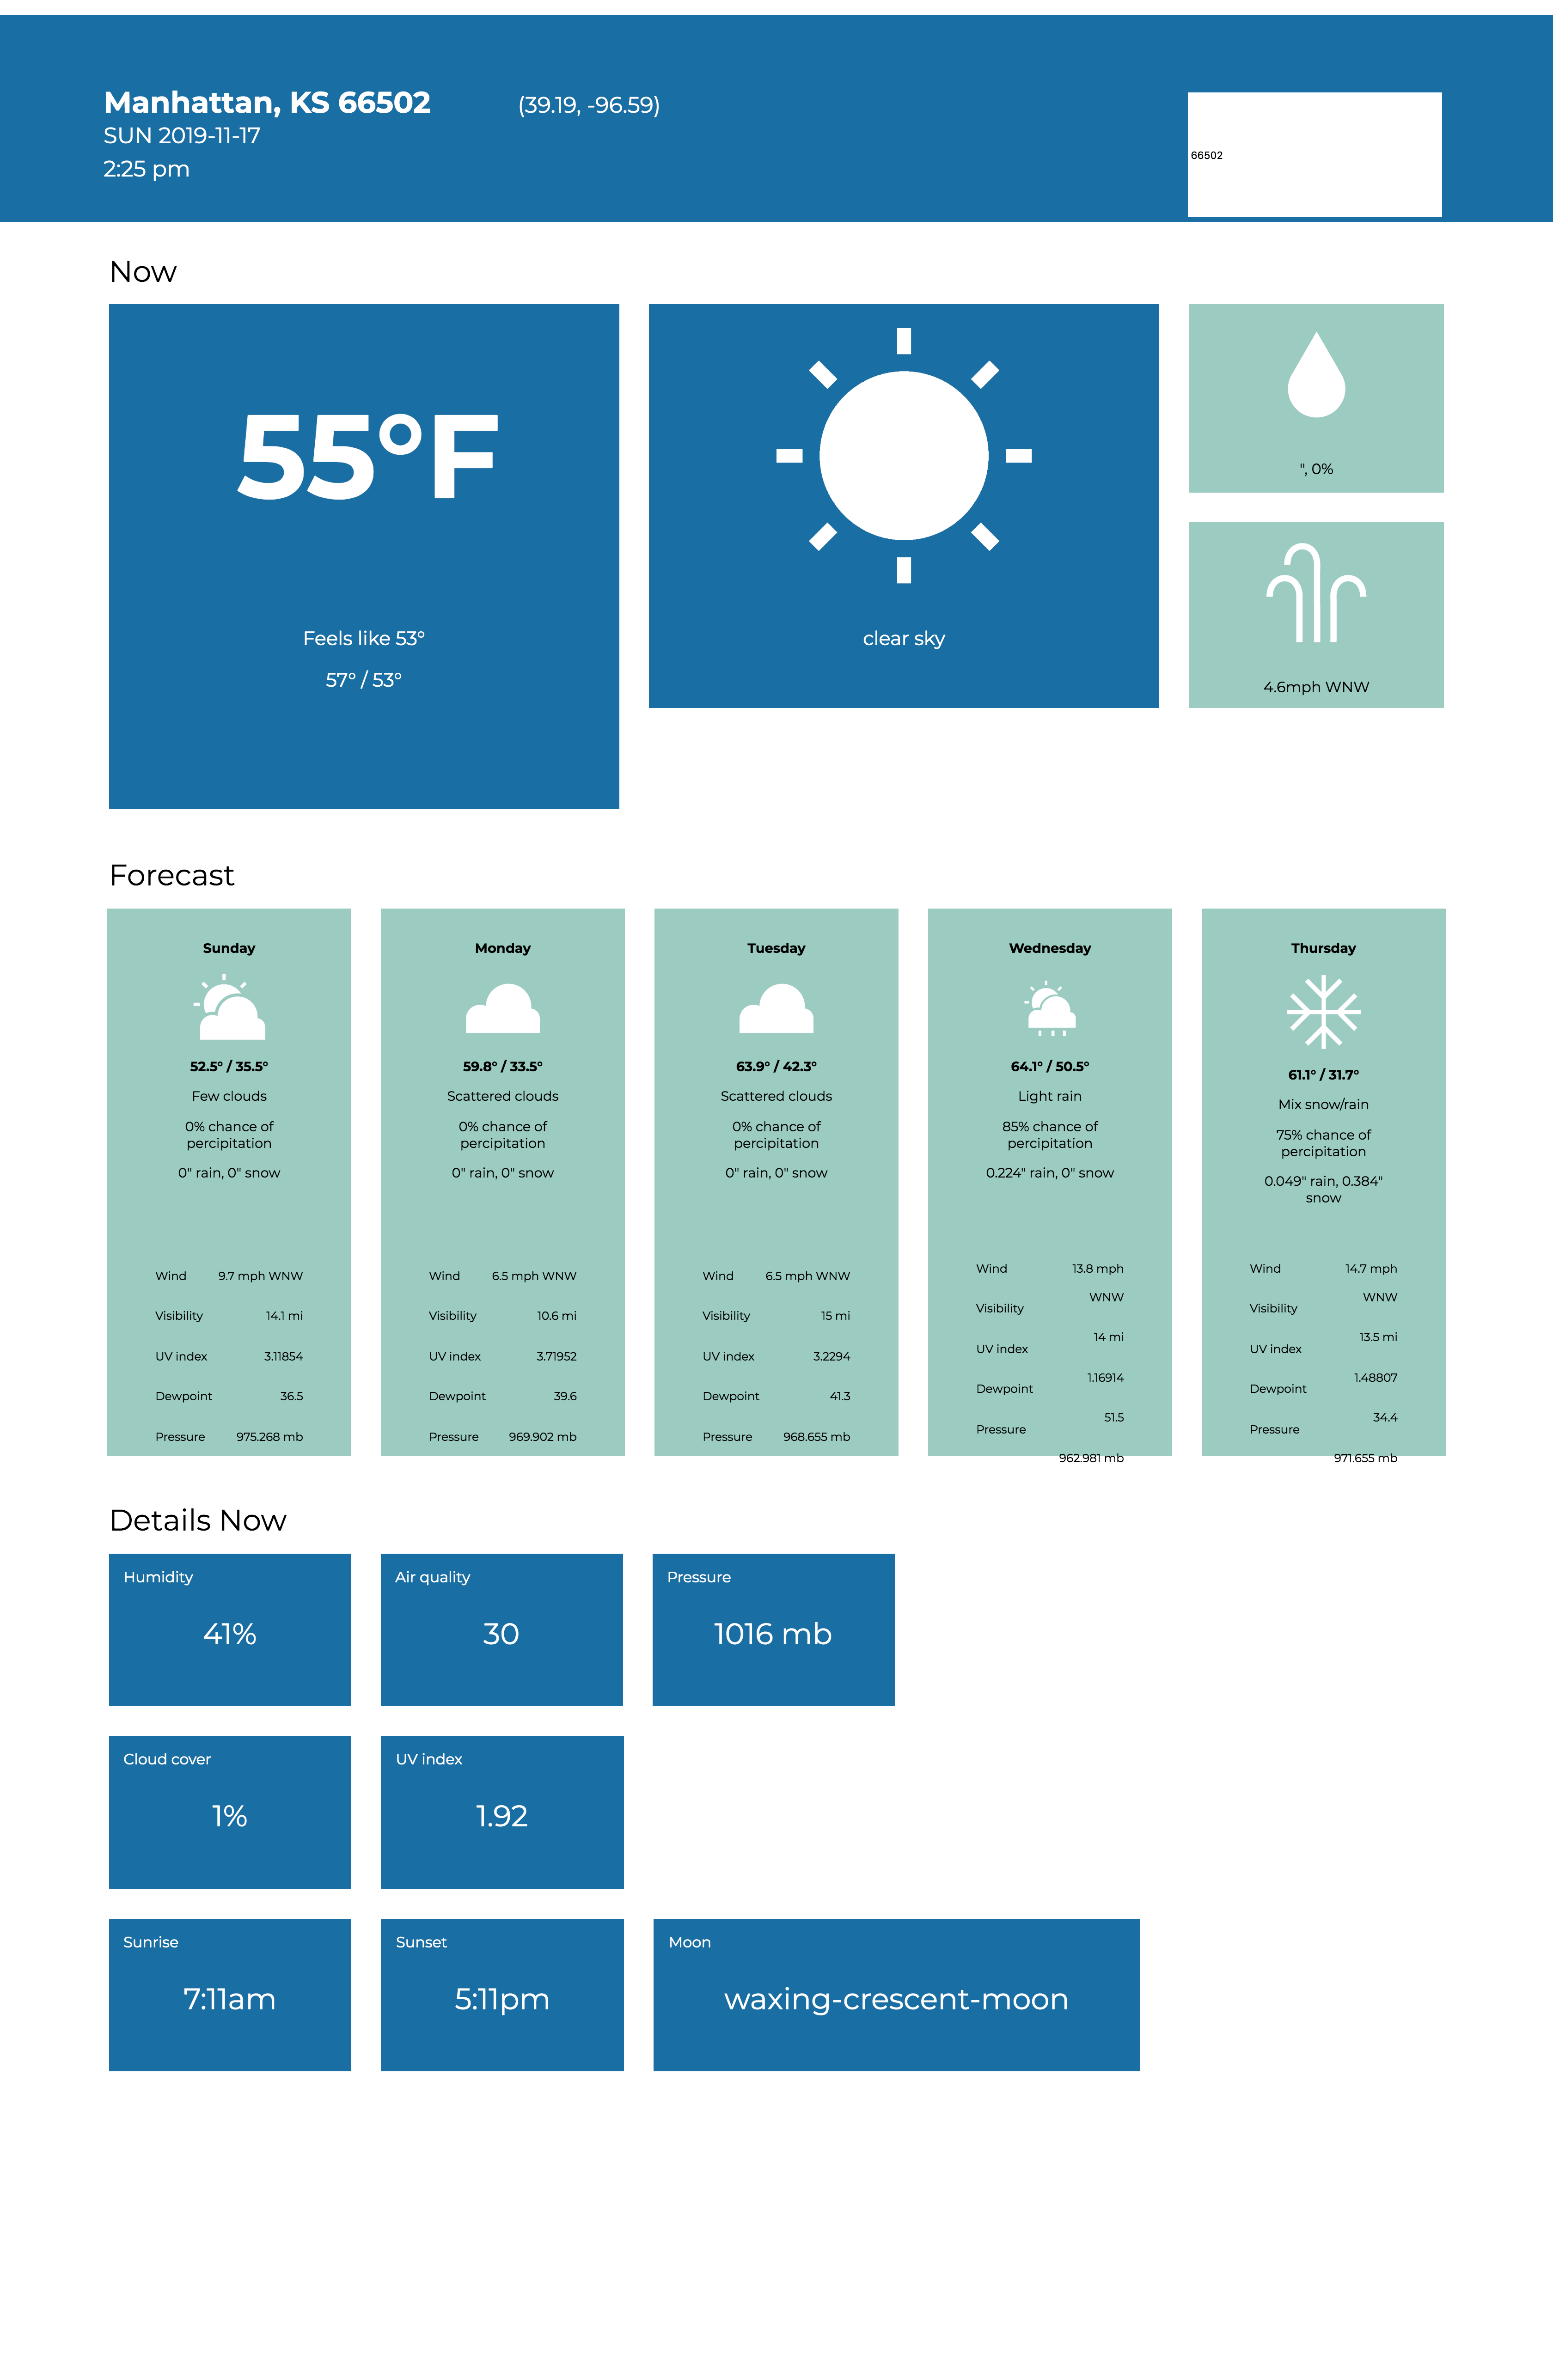 Manhattan, KS 66502 (39.19, -96.59)
SUN 2019-11-17
2:25 pm
66502
Now
55°F
Feels like 53°
57° / 53°
clear sky
", 0%
4.6mph WNW
Forecast
Sunday
52.5° / 35.5°
Few clouds
0% chance of
percipitation
0" rain, 0" snow
Wind 9.7 mph WNW
Visibility 14.1 mi
UV index 3.11854
Dewpoint 36.5
Pressure 975.268 mb
Monday
59.8° / 33.5°
Scattered clouds
0% chance of
percipitation
0" rain, 0" snow
Wind 6.5 mph WNW
Visibility 10.6 mi
UV index 3.71952
Dewpoint 39.6
Pressure 969.902 mb
Tuesday
63.9° / 42.3°
Scattered clouds
0% chance of
percipitation
0" rain, 0" snow
Wind 6.5 mph WNW
Visibility 15 mi
UV index 3.2294
Dewpoint 41.3
Pressure 968.655 mb
Wednesday
64.1° / 50.5°
Light rain
85% chance of
percipitation
0.224" rain, 0" snow
Wind 13.8 mph
WNW
Visibility
14 mi
UV index
1.16914
Dewpoint
51.5
Pressure
962.981 mb
Thursday
61.1° / 31.7°
Mix snow/rain
75% chance of
percipitation
0.049" rain, 0.384"
snow
Wind 14.7 mph
WNW
Visibility
13.5 mi
UV index
1.48807
Dewpoint
34.4
Pressure
971.655 mb
Details Now
Humidity
41%
Air quality
30
Pressure
1016 mb
Cloud cover
1%
UV index
1.92
Sunrise
7:11am
Sunset
5:11pm
Moon
waxing-crescent-moon